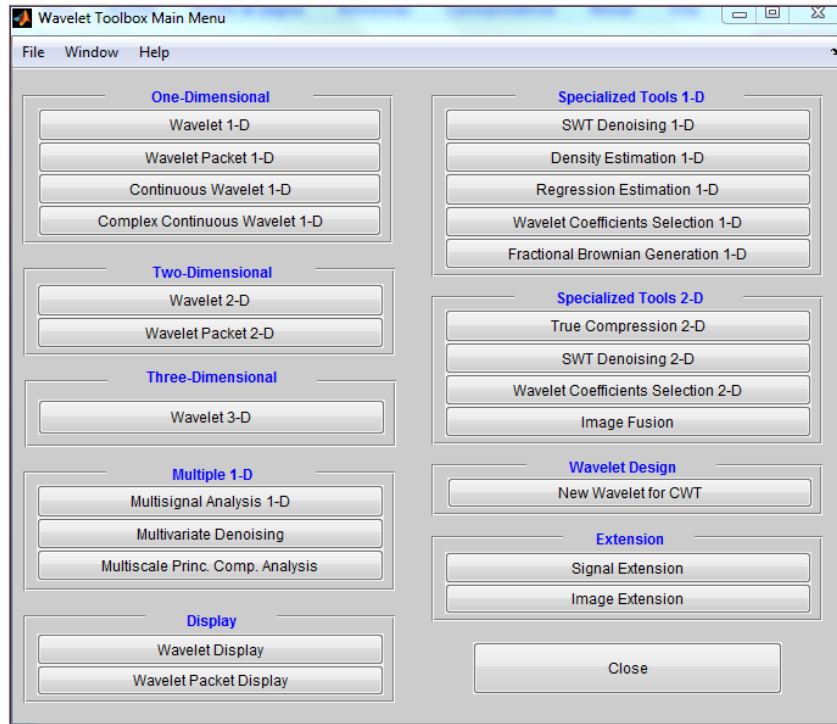 Wavelet Toolbox Main Menu
File Window Help
One-Dimensional
Wavelet 1-D
Wavelet Packet 1-D
Continuous Wavelet 1-D
Complex Continuous Wavelet 1-D
Two-Dimensional
Wavelet 2-D
Wavelet Packet 2-D
Three-Dimensional
Wavelet 3-D
Multiple 1-D
Multisignal Analysis 1-D
Multivariate Denoising
Multiscale Princ. Comp. Analysis
Display
Wavelet Display
Wavelet Packet Display
Specialized Tools 1-D
SWT Denoising 1-D
Density Estimation 1-D
Regression Estimation 1-D
Wavelet Coefficients Selection 1-D
Fractional Brownian Generation 1-D
Specialized Tools 2-D
True Compression 2-D
SWT Denoising 2-D
Wavelet Coefficients Selection 2-D
Image Fusion
Wavelet Design
New Wavelet for CWT
Extension
Signal Extension
Image Extension
Close